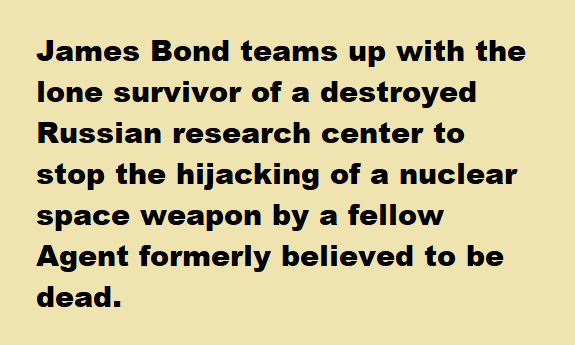 James Bond teams up with the
lone survivor of a destroyed
Russian research center to
stop the hijacking of a nuclear
space weapon by a fellow
Agent formerly believed to be
dead.